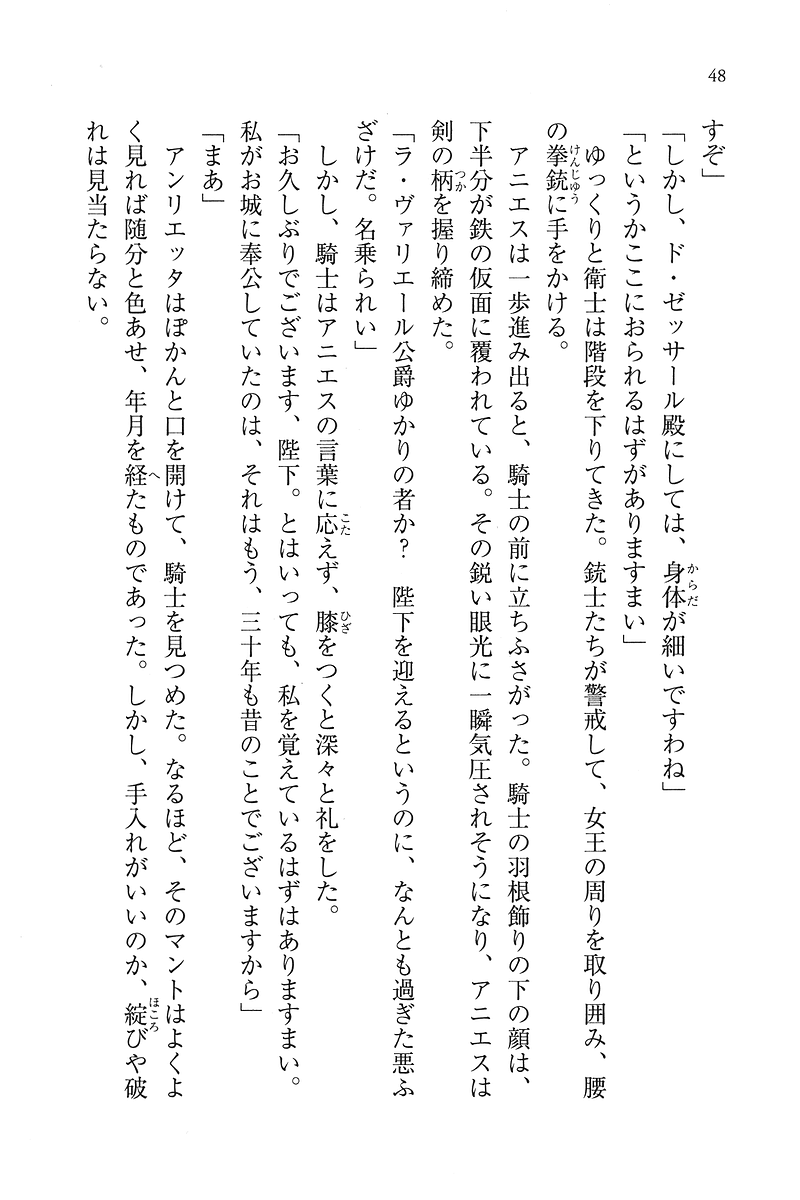 48
すぞ」
「しかし、ド・ゼッサール殿にしては、身体が細いですわね」
「というかここにおられるはずがありますまい」
ゆっくりと衛士は階段を下りてきた。銃士たちが警戒して、女王の周りを取り囲み、腰
の拳銃に手をかける。
アニエスは一歩進み出ると、騎士の前に立ちふさがった。騎士の羽根飾りの下の顔は、
下半分が鉄の仮面に覆われている。その鋭い眼光に一瞬気圧されそうになり、アニエスは
剣の柄を握り締めた。
「ラ・ヴァリエール公爵ゆかりの者か？　陛下を迎えるというのに、なんとも過ぎた悪ふ
ざけだ。名乗られい」
しかし、騎士はアニエスの言葉に応えず、膝をつくと深々と礼をした。
「お久しぶりでございます、陛下。とはいっても、私を覚えているはずはありますまい。
私がお城に奉公していたのは、それはもう、三十年も昔のことでございますから」
「まあ」
アンリエッタはぽかんと口を開けて、騎士を見つめた。なるほど、そのマントはよくよ
く見れば随分と色あせ、年月を経たものであった。しかし、手入れがいいのか、綻びや破
れは見当たらない。